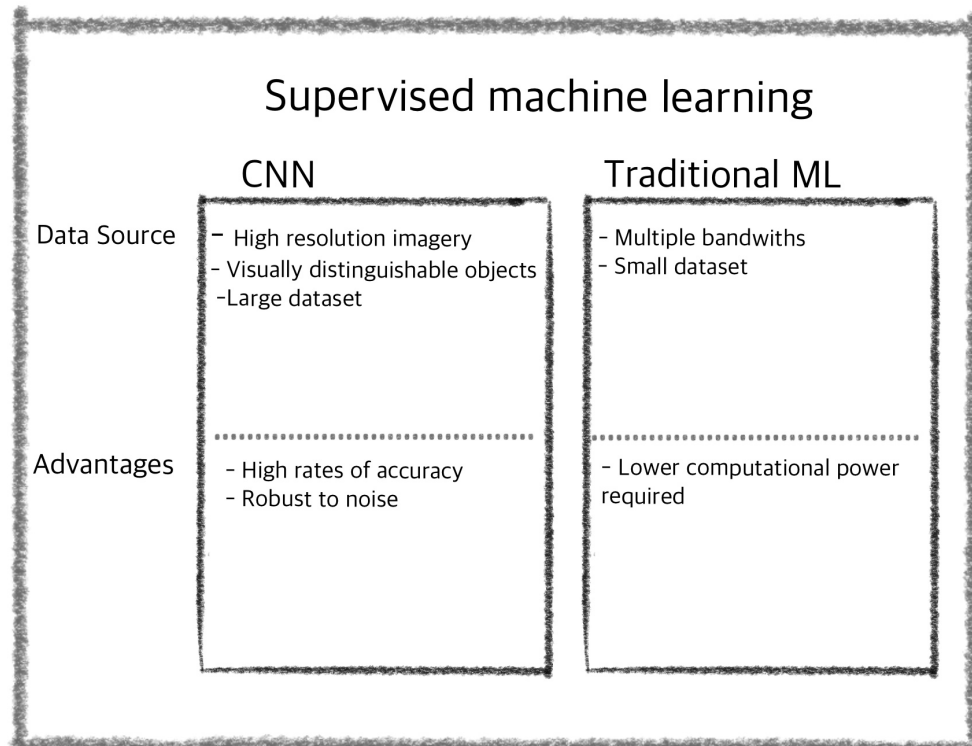 Supervised machine learning
CNN
Traditional ML
Data Source
- High resolution imagery
- Visually distinguishable objects
-Large dataset
- Multiple bandwiths
- Small dataset
Advantages
- High rates of accuracy
- Robust to noise
- Lower computational power
required